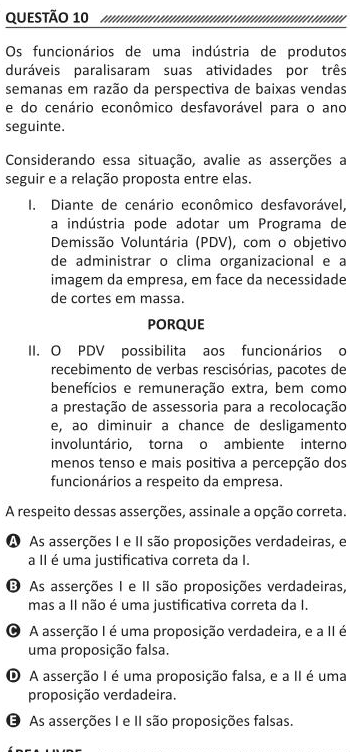 QUESTÃO 10
Os funcionários de uma indústria de produtos
duráveis paralisaram suas atividades por três
semanas em razão da perspectiva de baixas vendas
e do cenário econômico desfavorável para o ano
seguinte.
Considerando essa situação, avalie as asserções a
seguir e a relação proposta entre elas.
I. Diante de cenário econômico desfavorável,
a indústria pode adotar um Programa de
Demissão Voluntária (PDV), com o objetivo
de administrar o clima organizacional e a
imagem da empresa, em face da necessidade
de cortes em massa.
PORQUE
II. O PDV possibilita aos funcionários o
recebimento de verbas rescisórias, pacotes de
benefícios e remuneração extra, bem como
a prestação de assessoria para a recolocação
e, ao diminuir a chance de desligamento
involuntário, torna o ambiente interno
menos tenso e mais positiva a percepção dos
funcionários a respeito da empresa.
A respeito dessas asserções, assinale a opção correta.
A As asserções I e II são proposições verdadeiras, e
a II é uma justificativa correta da I.
B As asserções I e II são proposições verdadeiras,
mas a II não é uma justificativa correta da I.
C A asserção I é uma proposição verdadeira, e a II é
uma proposição falsa.
D A asserção I é uma proposição falsa, e a II é uma
proposição verdadeira.
E As asserções I e II são proposições falsas.